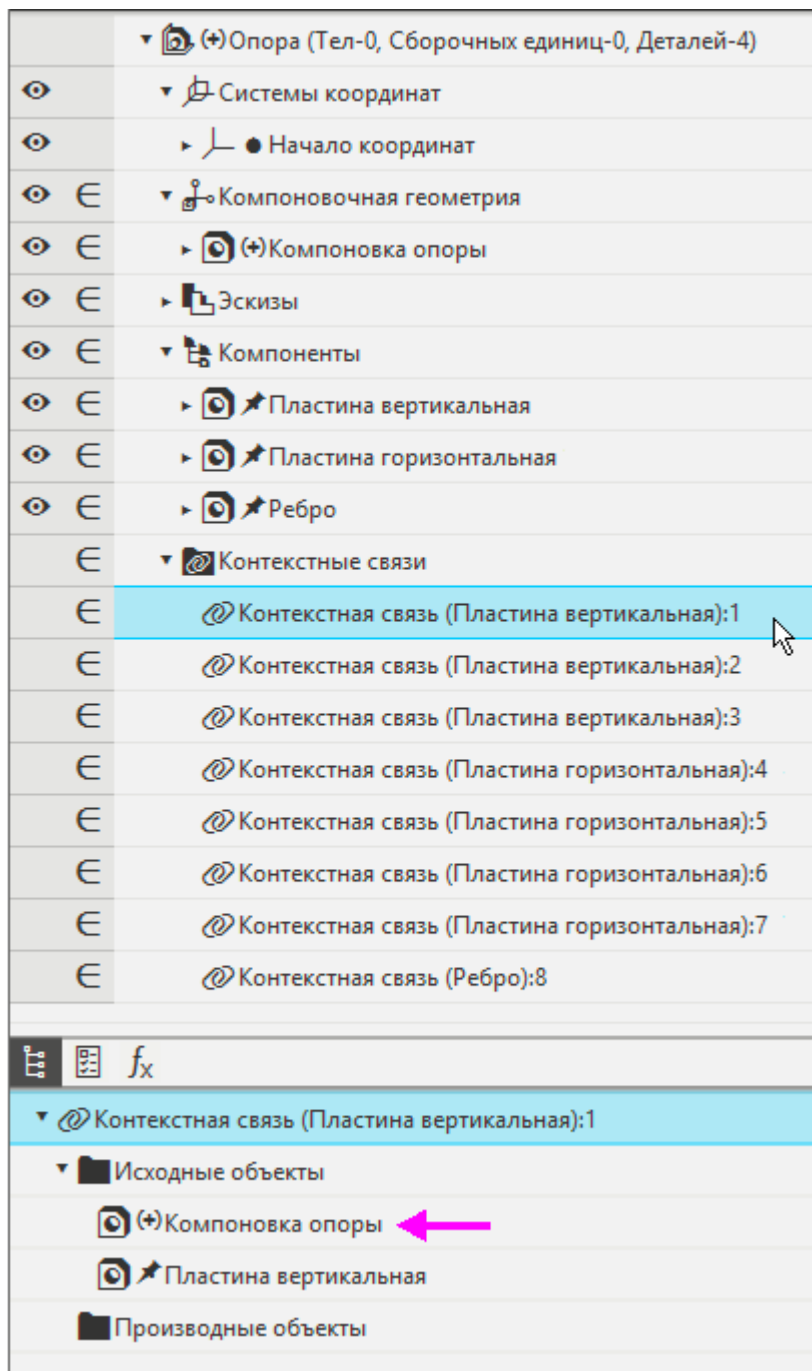 (+)Опора (Тел-0, Сборочных единиц-0, Деталей-4)
Системы координат
Начало координат
Компоновочная геометрия
(+)Компоновка опоры
Эскизы
Компоненты
Пластина вертикальная
Пластина горизонтальная
Ребро
Контекстные связи
Контекстная связь (Пластина вертикальная):1
Контекстная связь (Пластина вертикальная):2
Контекстная связь (Пластина вертикальная):3
Контекстная связь (Пластина горизонтальная):4
Контекстная связь (Пластина горизонтальная):5
Контекстная связь (Пластина горизонтальная):6
Контекстная связь (Пластина горизонтальная):7
Контекстная связь (Ребро):8
fx
Контекстная связь (Пластина вертикальная):1
Исходные объекты
(+)Компоновка опоры
Пластина вертикальная
Производные объекты